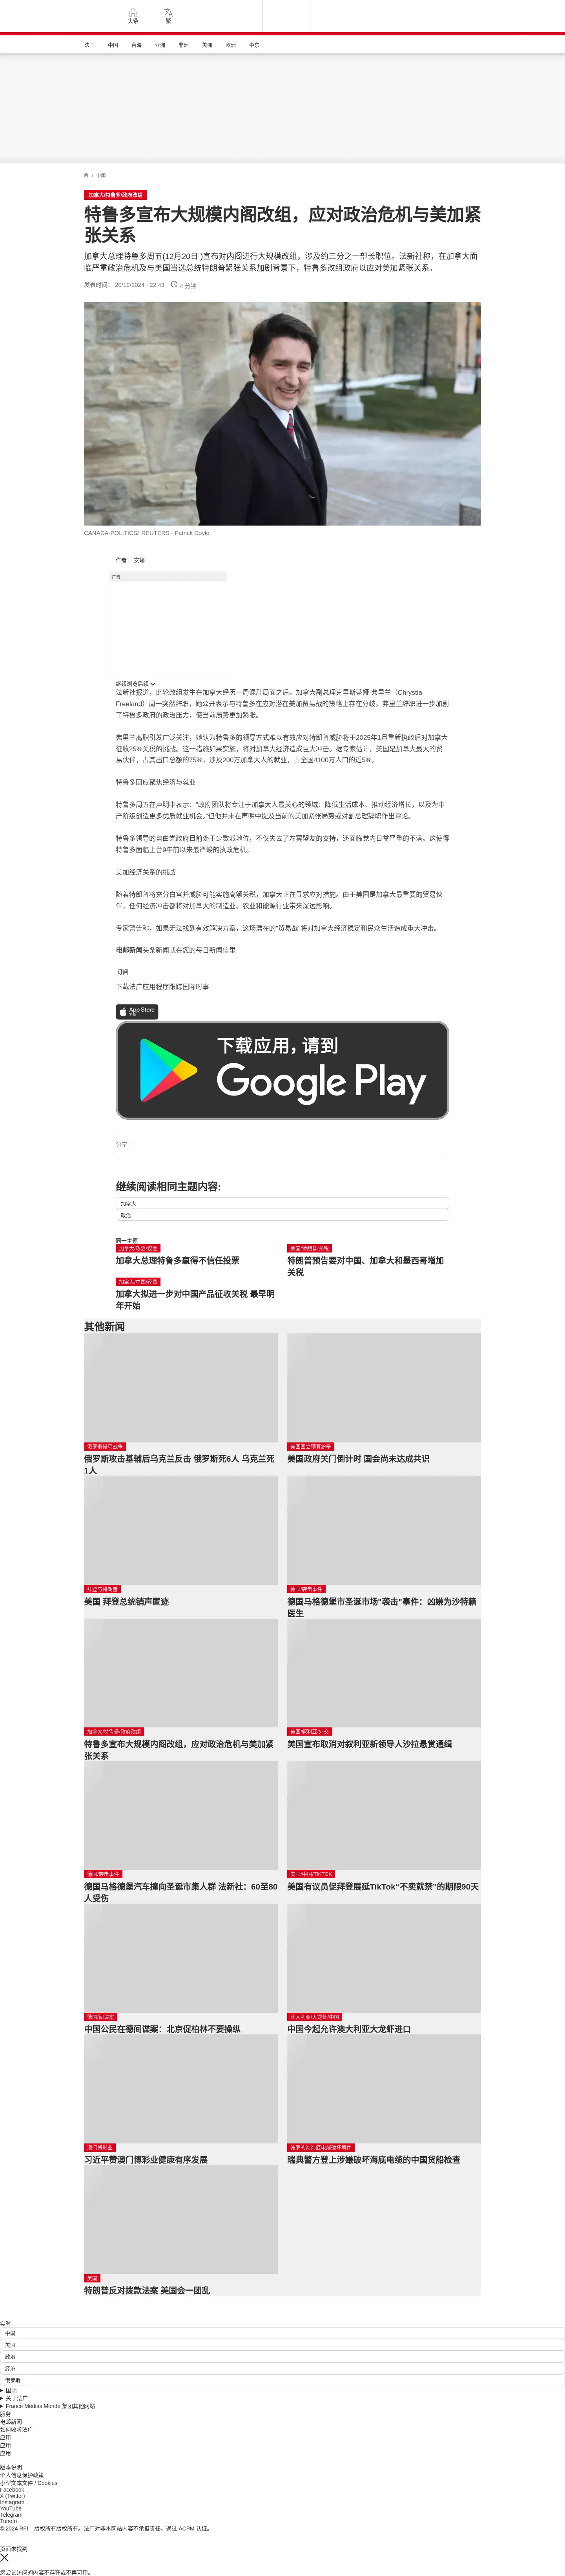 头条
繁
法国
中国
台海
亚洲
非洲
美洲
欧洲
中东
/ 中国
加拿大/特鲁多/政府改组
特鲁多宣布大规模内阁改组，应对政治危机与美加紧
张关系
加拿大总理特鲁多周五(12月20日 )宣布对内阁进行大规模改组，涉及约三分之一部长职位。法新社称，在加拿大面
临严重政治危机及与美国当选总统特朗普紧张关系加剧背景下，特鲁多改组政府以应对美加紧张关系。
发表时间： 20/12/2024 - 22:43
4 分钟
CANADA-POLITICS/ REUTERS - Patrick Doyle
作者： 安娜
广告
继续浏览后续
法新社报道，此轮改组发生在加拿大经历一周混乱局面之后。加拿大副总理克里斯蒂娅·弗里兰（Chrystia
Freeland）周一突然辞职，她公开表示与特鲁多在应对潜在美加贸易战的策略上存在分歧。弗里兰辞职进一步加剧
了特鲁多政府的政治压力，使当前局势更加紧张。
弗里兰离职引发广泛关注，她认为特鲁多的领导方式难以有效应对特朗普威胁将于2025年1月重新执政后对加拿大
征收25%关税的挑战。这一措施如果实施，将对加拿大经济造成巨大冲击。据专家估计，美国是加拿大最大的贸
易伙伴，占其出口总额的75%，涉及200万加拿大人的就业，占全国4100万人口的近5%。
特鲁多回应聚焦经济与就业
特鲁多周五在声明中表示：“政府团队将专注于加拿大人最关心的领域：降低生活成本、推动经济增长，以及为中
产阶级创造更多优质就业机会。”但他并未在声明中提及当前的美加紧张局势或对副总理辞职作出评论。
特鲁多领导的自由党政府目前处于少数派地位，不仅失去了左翼盟友的支持，还面临党内日益严重的不满。这使得
特鲁多面临上台9年前以来最严峻的执政危机。
美加经济关系的挑战
随着特朗普将充分白宫并威胁可能实施高额关税，加拿大正在寻求应对措施。由于美国是加拿大最重要的贸易伙
伴，任何经济冲击都将对加拿大的制造业、农业和能源行业带来深远影响。
专家警告称，如果无法找到有效解决方案，这场潜在的“贸易战”将对加拿大经济稳定和民众生活造成重大冲击。
电邮新闻头条新闻就在您的每日新闻信里
订阅
下载法广应用程序跟踪国际时事
App Store
下载
下载应用，请到
Google Play
分享 :
继续阅读相同主题内容:
加拿大
政治
同一主题
加拿大/政治/议会
加拿大总理特鲁多赢得不信任投票
美国/特朗普/关税
特朗普预告要对中国、加拿大和墨西哥增加
关税
加拿大/中国/经贸
加拿大拟进一步对中国产品征收关税 最早明
年开始
其他新闻
俄罗斯侵乌战争
俄罗斯攻击基辅后乌克兰反击 俄罗斯死6人 乌克兰死
1人
美国国会预算纷争
美国政府关门倒计时 国会尚未达成共识
拜登与特朗普
美国 拜登总统销声匿迹
德国/袭击事件
德国马格德堡市圣诞市场"袭击"事件：凶嫌为沙特籍
医生
加拿大/特鲁多/政府改组
特鲁多宣布大规模内阁改组，应对政治危机与美加紧
张关系
美国/叙利亚/外交
美国宣布取消对叙利亚新领导人沙拉悬赏通缉
德国/袭击事件
德国马格德堡汽车撞向圣诞市集人群 法新社：60至80
人受伤
美国/中国/TIKTOK
美国有议员促拜登展延TikTok“不卖就禁”的期限90天
德国/间谍案
中国公民在德间谍案：北京促柏林不要操纵
澳大利亚/大龙虾/中国
中国今起允许澳大利亚大龙虾进口
澳门博彩业
习近平赞澳门博彩业健康有序发展
波罗的海海底电缆破坏事件
瑞典警方登上涉嫌破坏海底电缆的中国货船检查
美国
特朗普反对拨款法案 美国会一团乱
实时
中国
美国
政治
经济
俄罗斯
国际
关于法广
France Médias Monde 集团其他网站
服务
电邮新闻
如何收听法广
应用
应用
应用
版本说明
个人信息保护政策
小型文本文件 / Cookies
Facebook
X (Twitter)
Instagram
YouTube
Telegram
TuneIn
© 2024 RFI – 版权所有版权所有。法广对非本网站内容不承担责任。通过 ACPM 认证。
页面未找到
您尝试访问的内容不存在或不再可用。